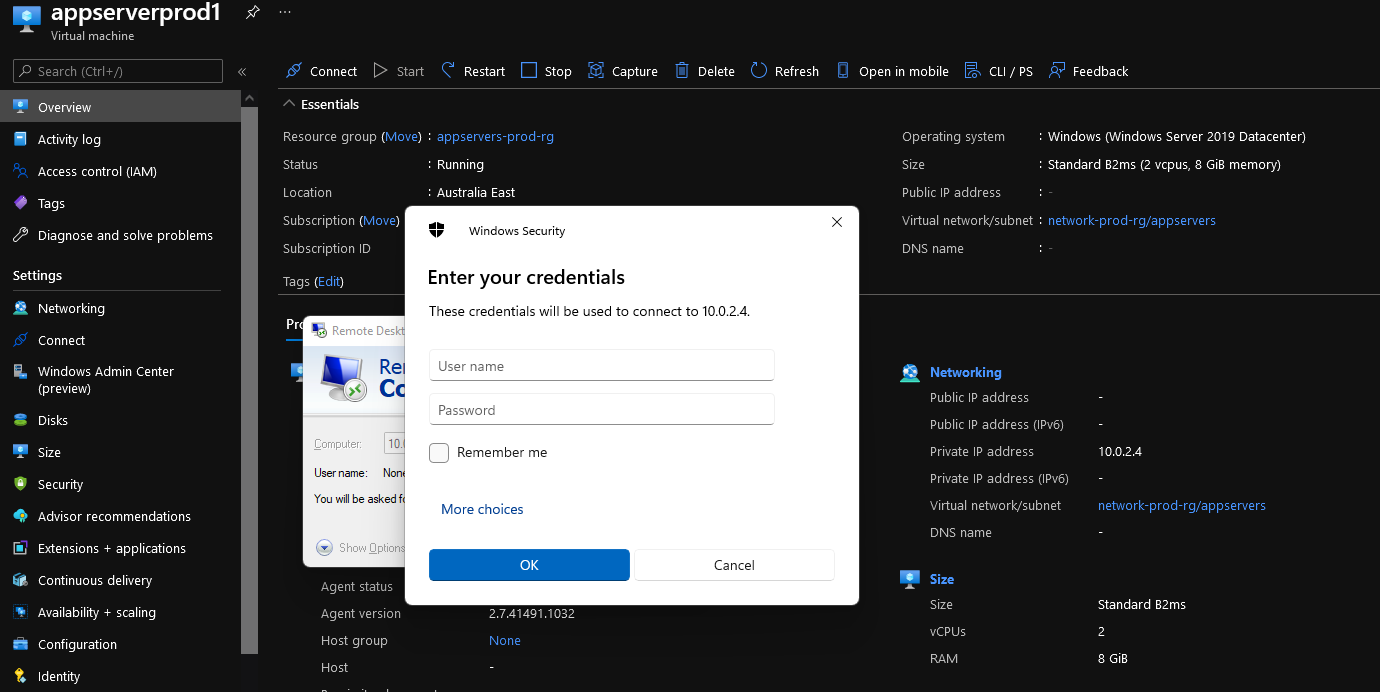 appserverprod1
Virtual machine
Search (Ctrl+/)
Connect Start Restart Stop Capture Delete Refresh Open in mobile CLI / PS Feedback
Overview
Activity log
Access control (IAM)
Tags
Diagnose and solve problems
Settings
Networking
Connect
Windows Admin Center
(preview)
Disks
Size
Security
Advisor recommendations
Extensions + applications
Continuous delivery
Availability + scaling
Configuration
Identity
Essentials
Resource group (Move) : appservers-prod-rg
Status : Running
Location : Australia East
Subscription (Move)
Subscription ID
Tags (Edit)
Operating system : Windows (Windows Server 2019 Datacenter)
Size : Standard B2ms (2 vcpus, 8 GiB memory)
Public IP address : -
Virtual network/subnet : network-prod-rg/appservers
DNS name : -
Windows Security
Enter your credentials
These credentials will be used to connect to 10.0.2.4.
User name
Password
Remember me
More choices
OK Cancel
Remote Deskt
Computer: 10.
User name: None
You will be asked
Show Options
Agent status
Agent version 2.7.41491.1032
Host group None
Host -
Networking
Public IP address -
Public IP address (IPv6) -
Private IP address 10.0.2.4
Private IP address (IPv6) -
Virtual network/subnet network-prod-rg/appservers
DNS name -
Size
Size Standard B2ms
vCPUs 2
RAM 8 GiB